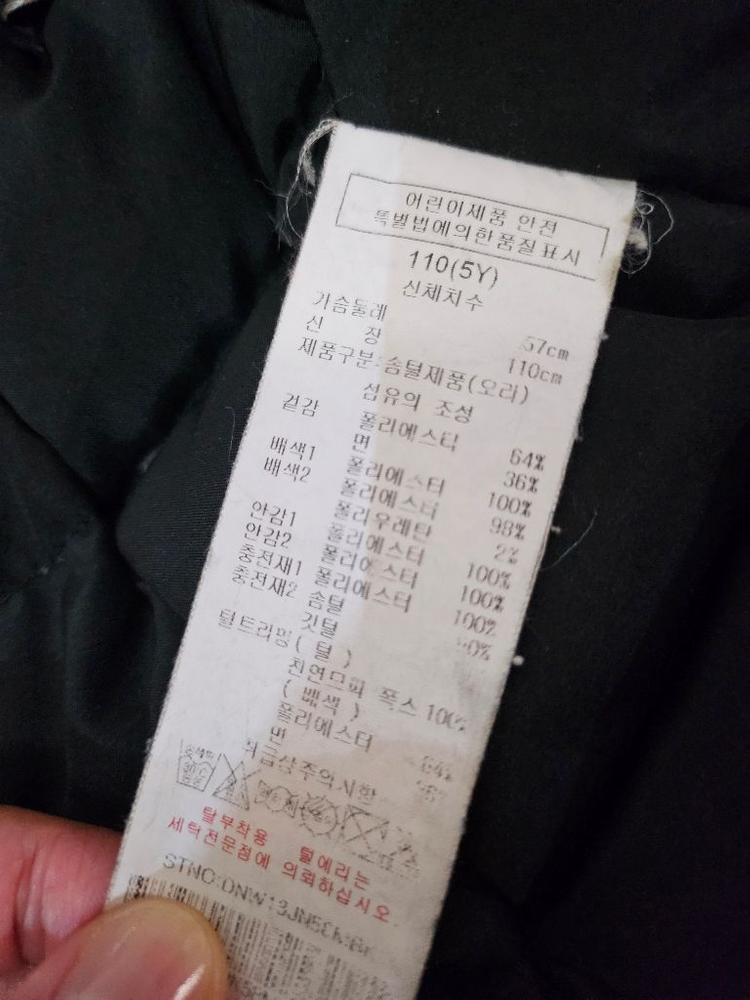 어린이제품 안전
특별법에의한품질표시
110(5Y)
신체치수
가슴둘레 57cm
신 장 110cm
제품구분:솜털제품(오리)
섬유의 조성
겉감 폴리에스터 64%
면 36%
배색1 폴리에스터 100%
배색2 폴리에스터 98%
폴리우레탄 2%
안감1 폴리에스터 100%
안감2 폴리에스터 100%
충전재1 폴리에스터 100%
충전재2 솜털
깃털
털트리밍( 털 )
천연모피 폭스
( 배색 )
폴리에스터
면
취급상주의사항
탈부착용 털에리는
세탁전문점에 의뢰하십시오